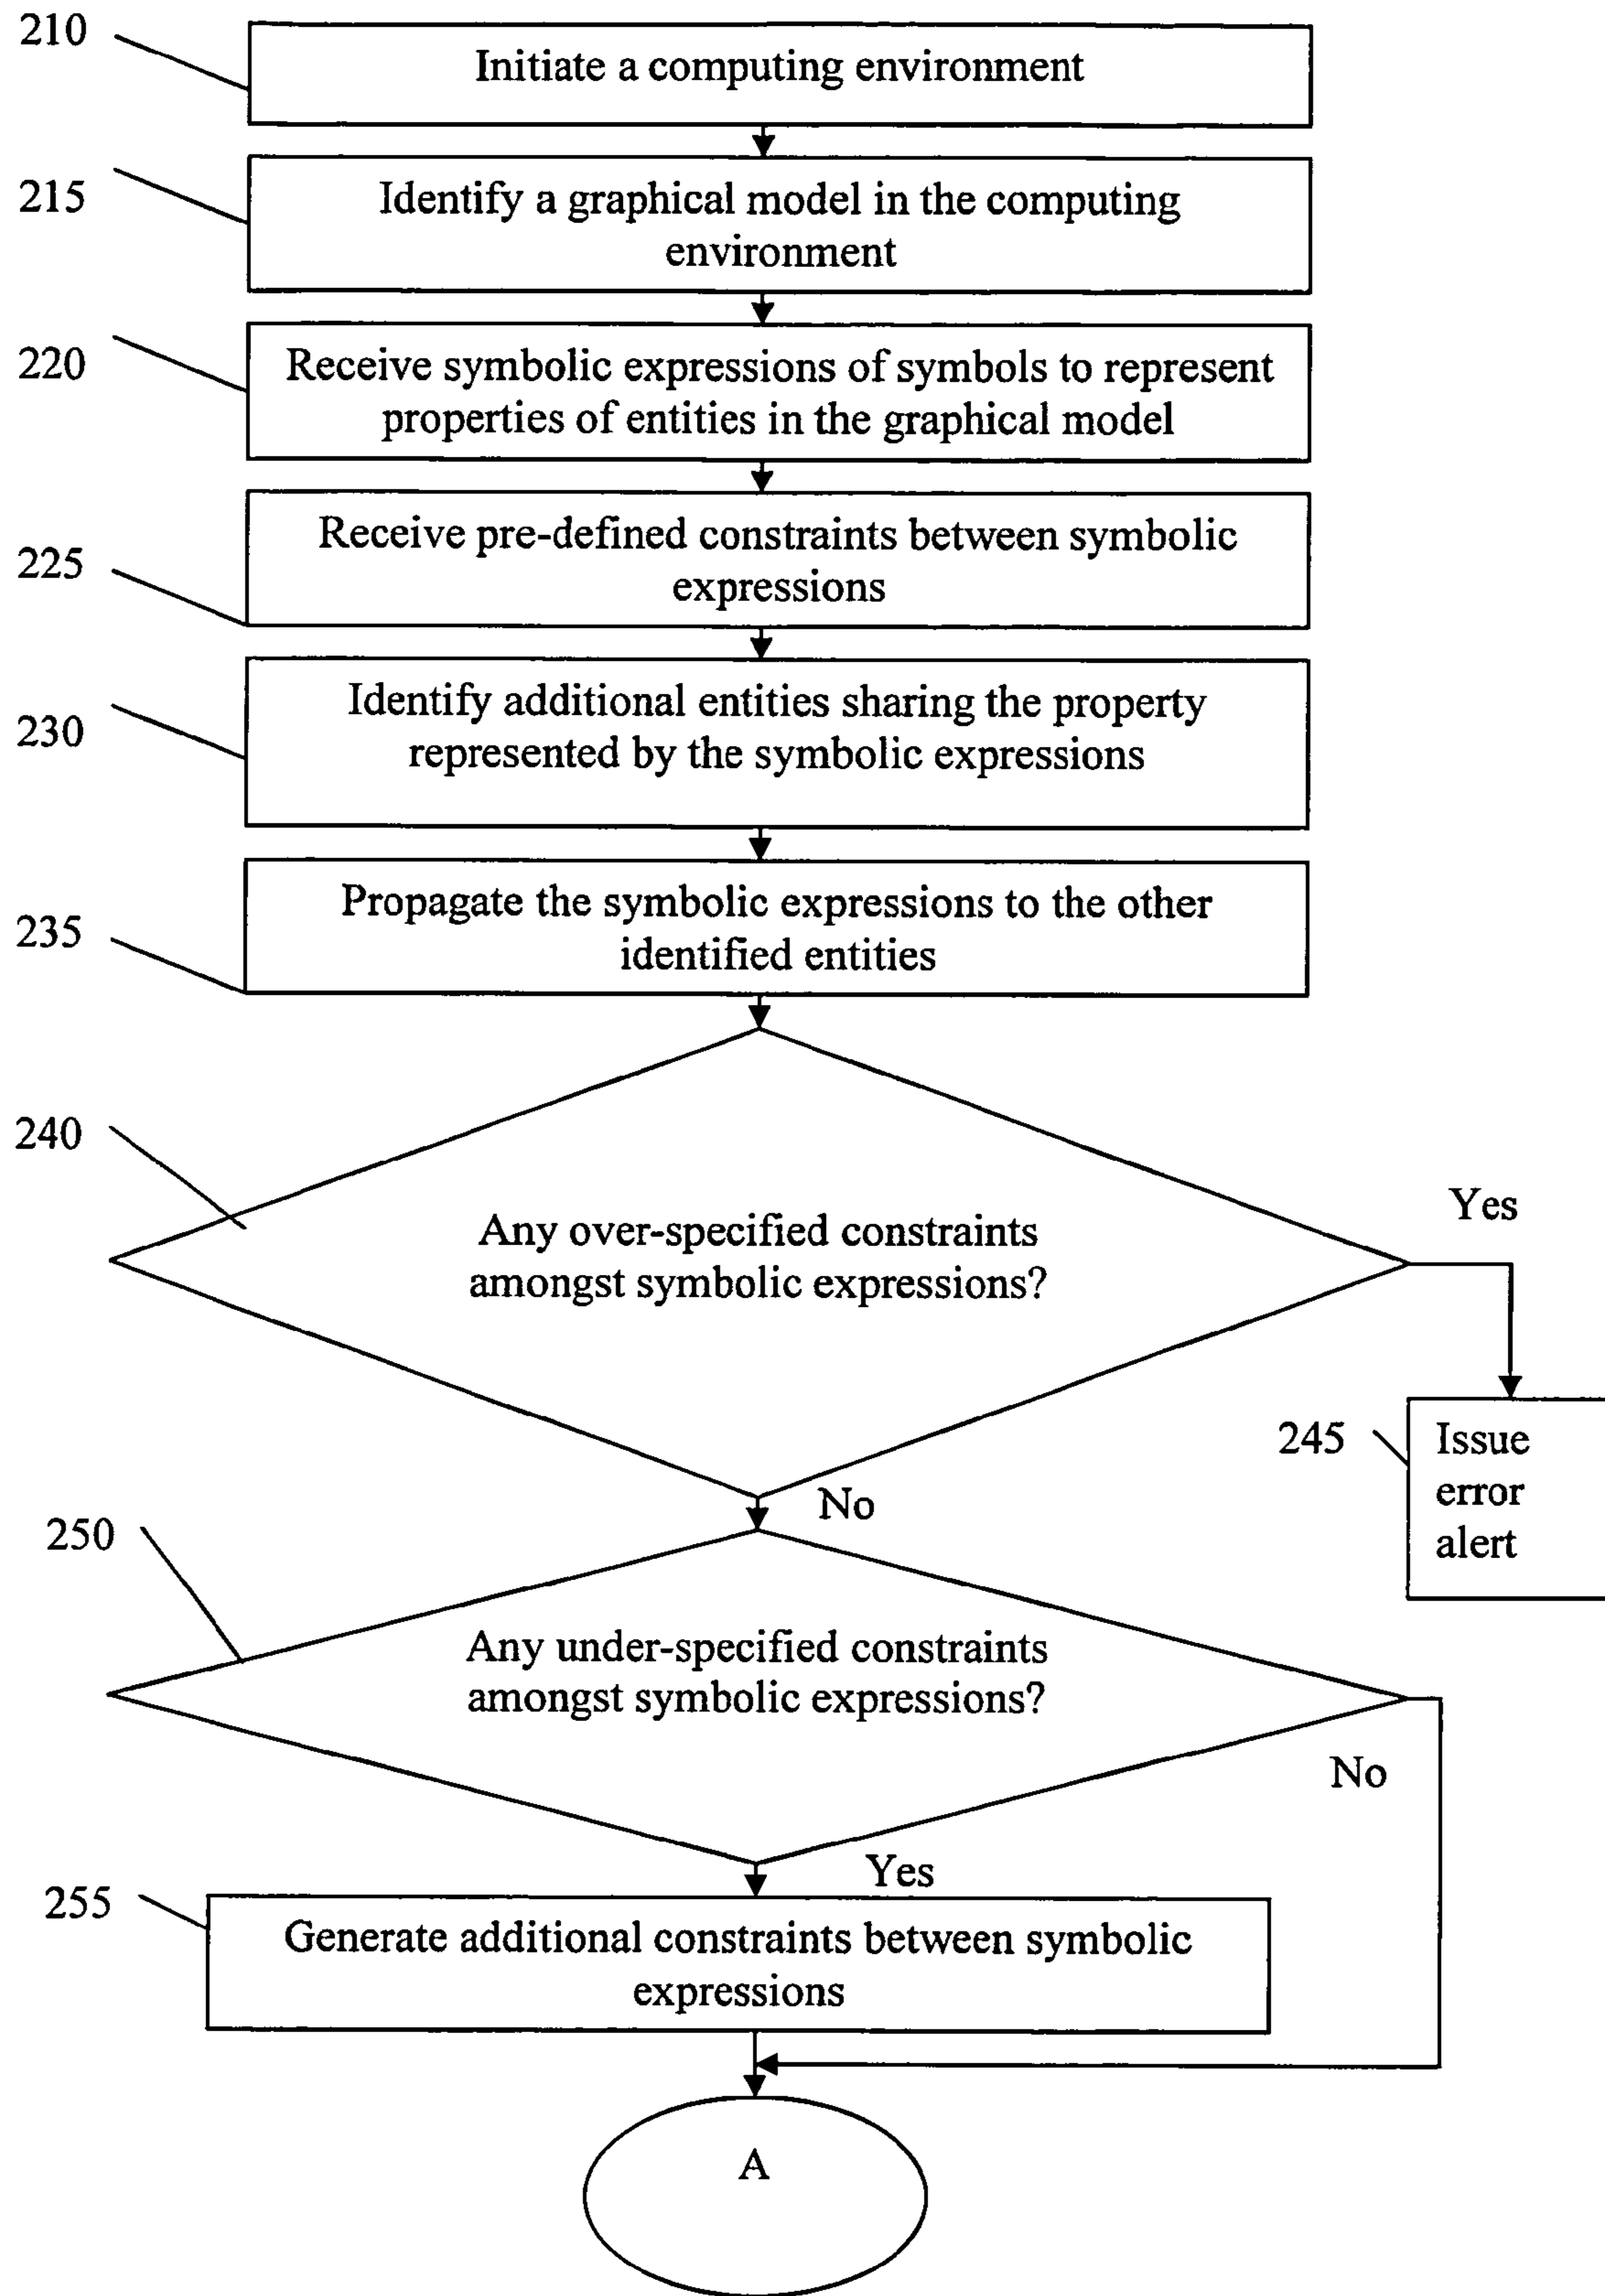 210
Initiate a computing environment
215
Identify a graphical model in the computing
environment
220
Receive symbolic expressions of symbols to represent
properties of entities in the graphical model
225
Receive pre-defined constraints between symbolic
expressions
230
Identify additional entities sharing the property
represented by the symbolic expressions
235
Propagate the symbolic expressions to the other
identified entities
240
Any over-specified constraints
amongst symbolic expressions?
Yes
245
Issue
error
alert
No
250
Any under-specified constraints
amongst symbolic expressions?
No
Yes
255
Generate additional constraints between symbolic
expressions
A